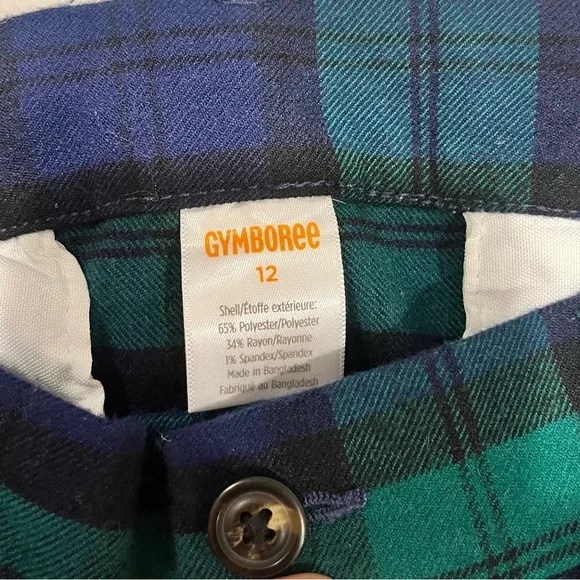 GYMBOREE
12
Shell/Étoffe extérieure:
65% Polyester/Polyester
34% Rayon/Rayonne
1% Spandex/Spandex
Made in Bangladesh
Fabriqué au Bangladesh